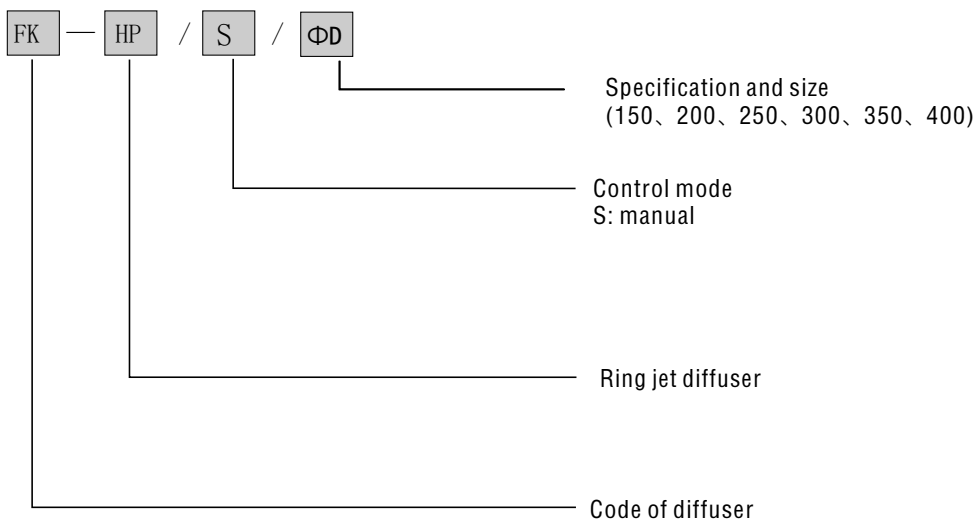 FK — HP / S / ΦD
Specification and size
(150、200、250、300、350、400)
Control mode
S: manual
Ring jet diffuser
Code of diffuser